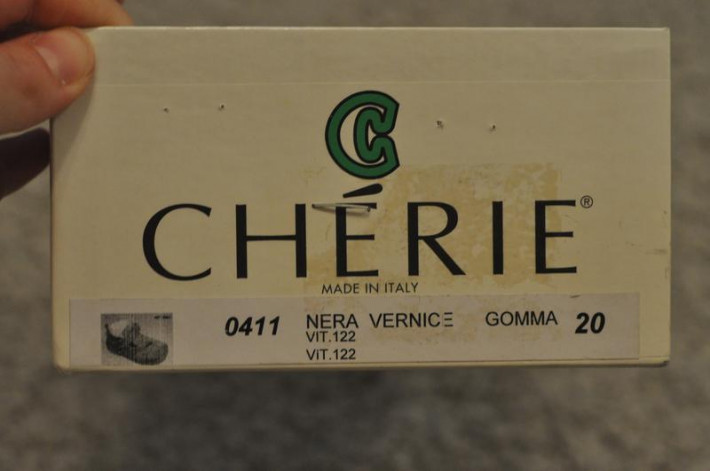 C
CHÉRIE®
MADE IN ITALY
0411 NERA VERNICE GOMMA 20
VIT.122
ViT.122